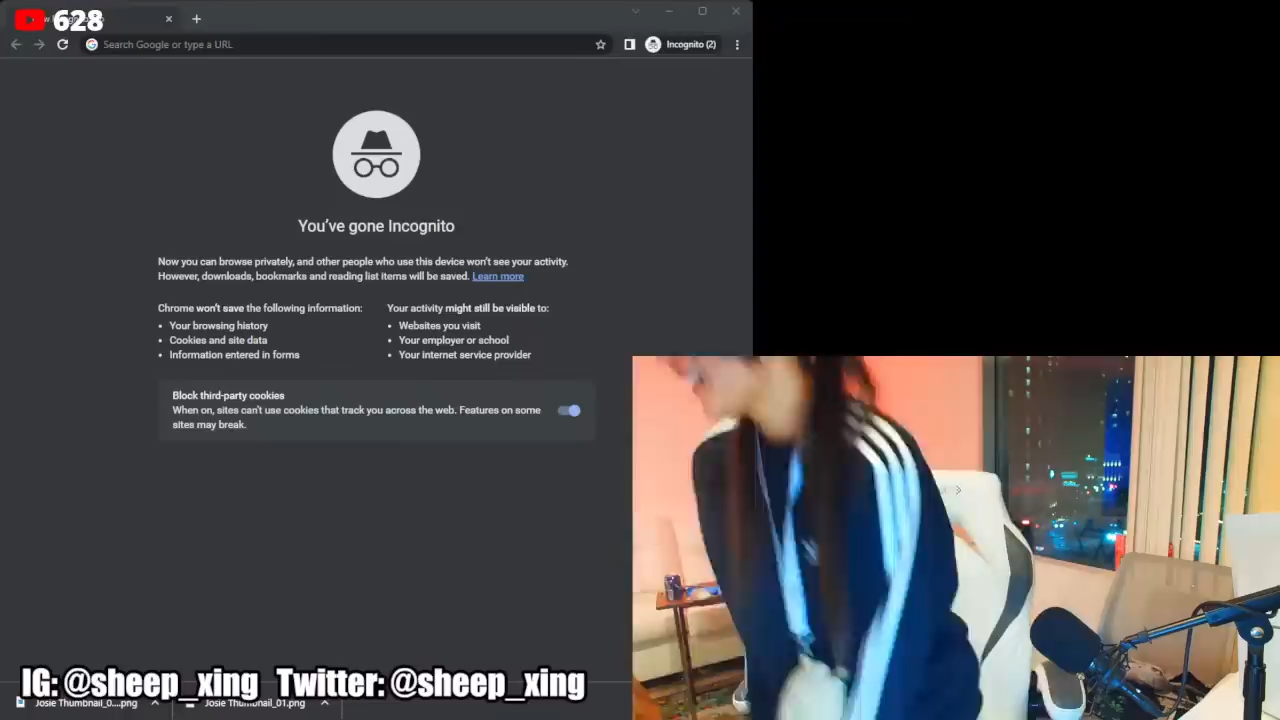 628
Search Google or type a URL
Incognito (2)
You've gone Incognito
Now you can browse privately, and other people who use this device won't see your activity.
However, downloads, bookmarks and reading list items will be saved. Learn more
Chrome won't save the following information:
Your browsing history
Cookies and site data
Information entered in forms
Your activity might still be visible to:
Websites you visit
Your employer or school
Your internet service provider
Block third-party cookies
When on, sites can't use cookies that track you across the web. Features on some
sites may break.
IG: @sheep_xing Twitter: @sheep_xing
Josie Thumbnail_0....png
Josie Thumbnail_01.png